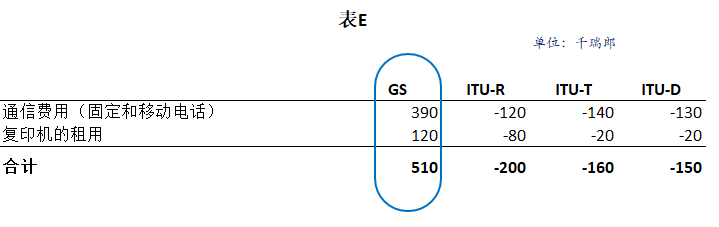 表E
单位：千瑞郎
GS ITU-R ITU-T ITU-D
通信费用（固定和移动电话） 390 -120 -140 -130
复印机的租用 120 -80 -20 -20
合计 510 -200 -160 -150